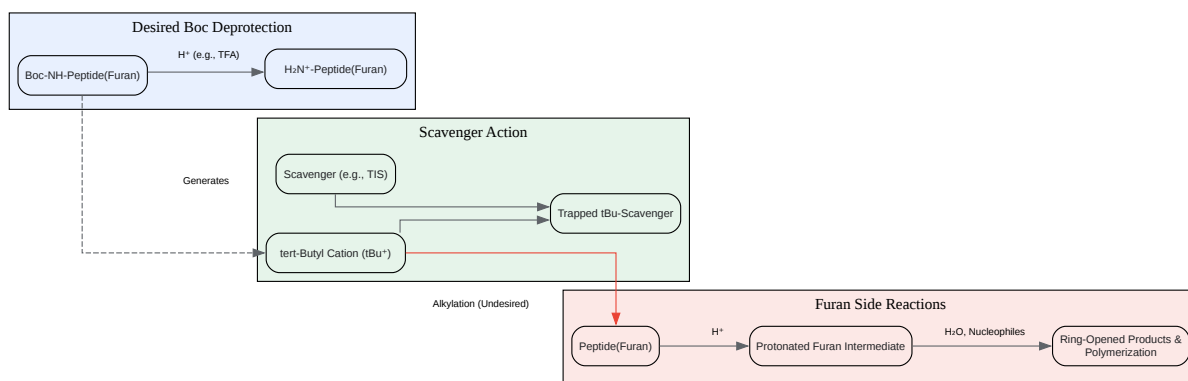 Desired Boc Deprotection
H⁺ (e.g., TFA)
Boc-NH-Peptide(Furan)
H₂N⁺-Peptide(Furan)
Scavenger Action
Scavenger (e.g., TIS)
Generates
Trapped tBu-Scavenger
tert-Butyl Cation (tBu⁺)
Alkylation (Undesired)
Furan Side Reactions
H⁺
H₂O, Nucleophiles
Peptide(Furan)
Protonated Furan Intermediate
Ring-Opened Products &
Polymerization